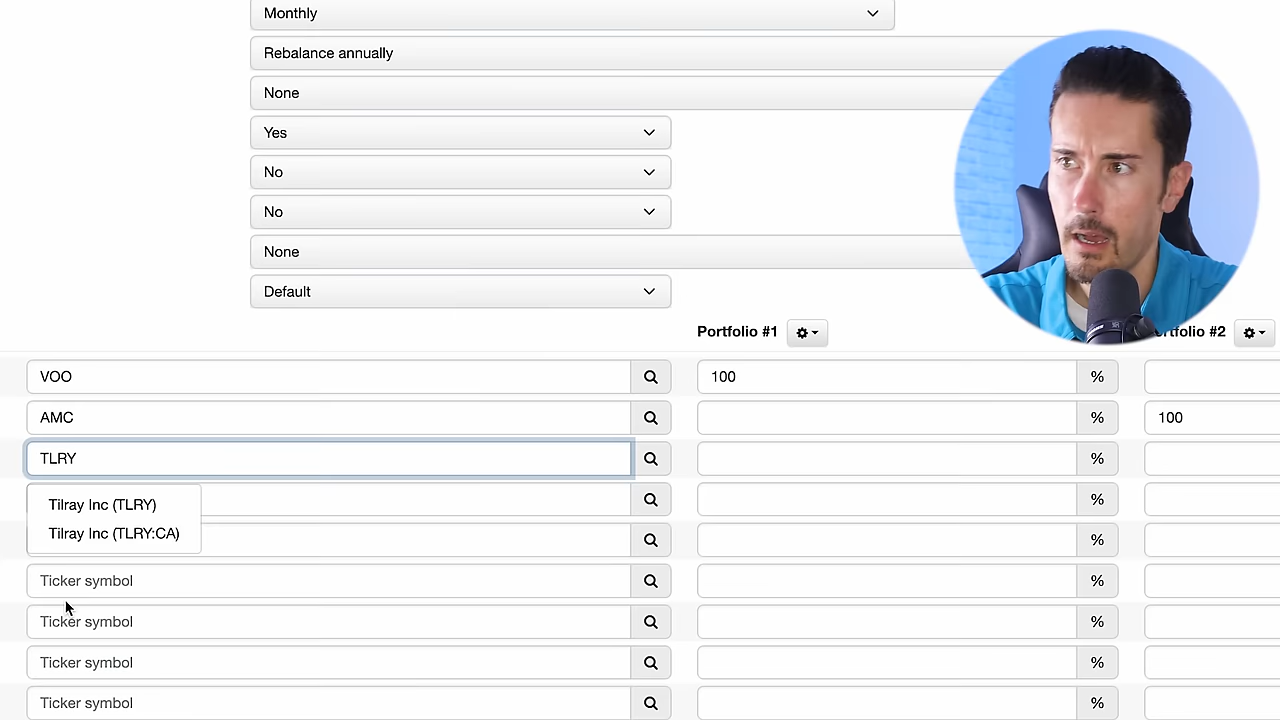 Monthly
Rebalance annually
None
Yes
No
No
None
Default
Portfolio #1
rtfolio #2
VOO 100 %
AMC % 100
TLRY %
Tilray Inc (TLRY) %
Tilray Inc (TLRY:CA) %
Ticker symbol %
Ticker symbol %
Ticker symbol %
Ticker symbol %